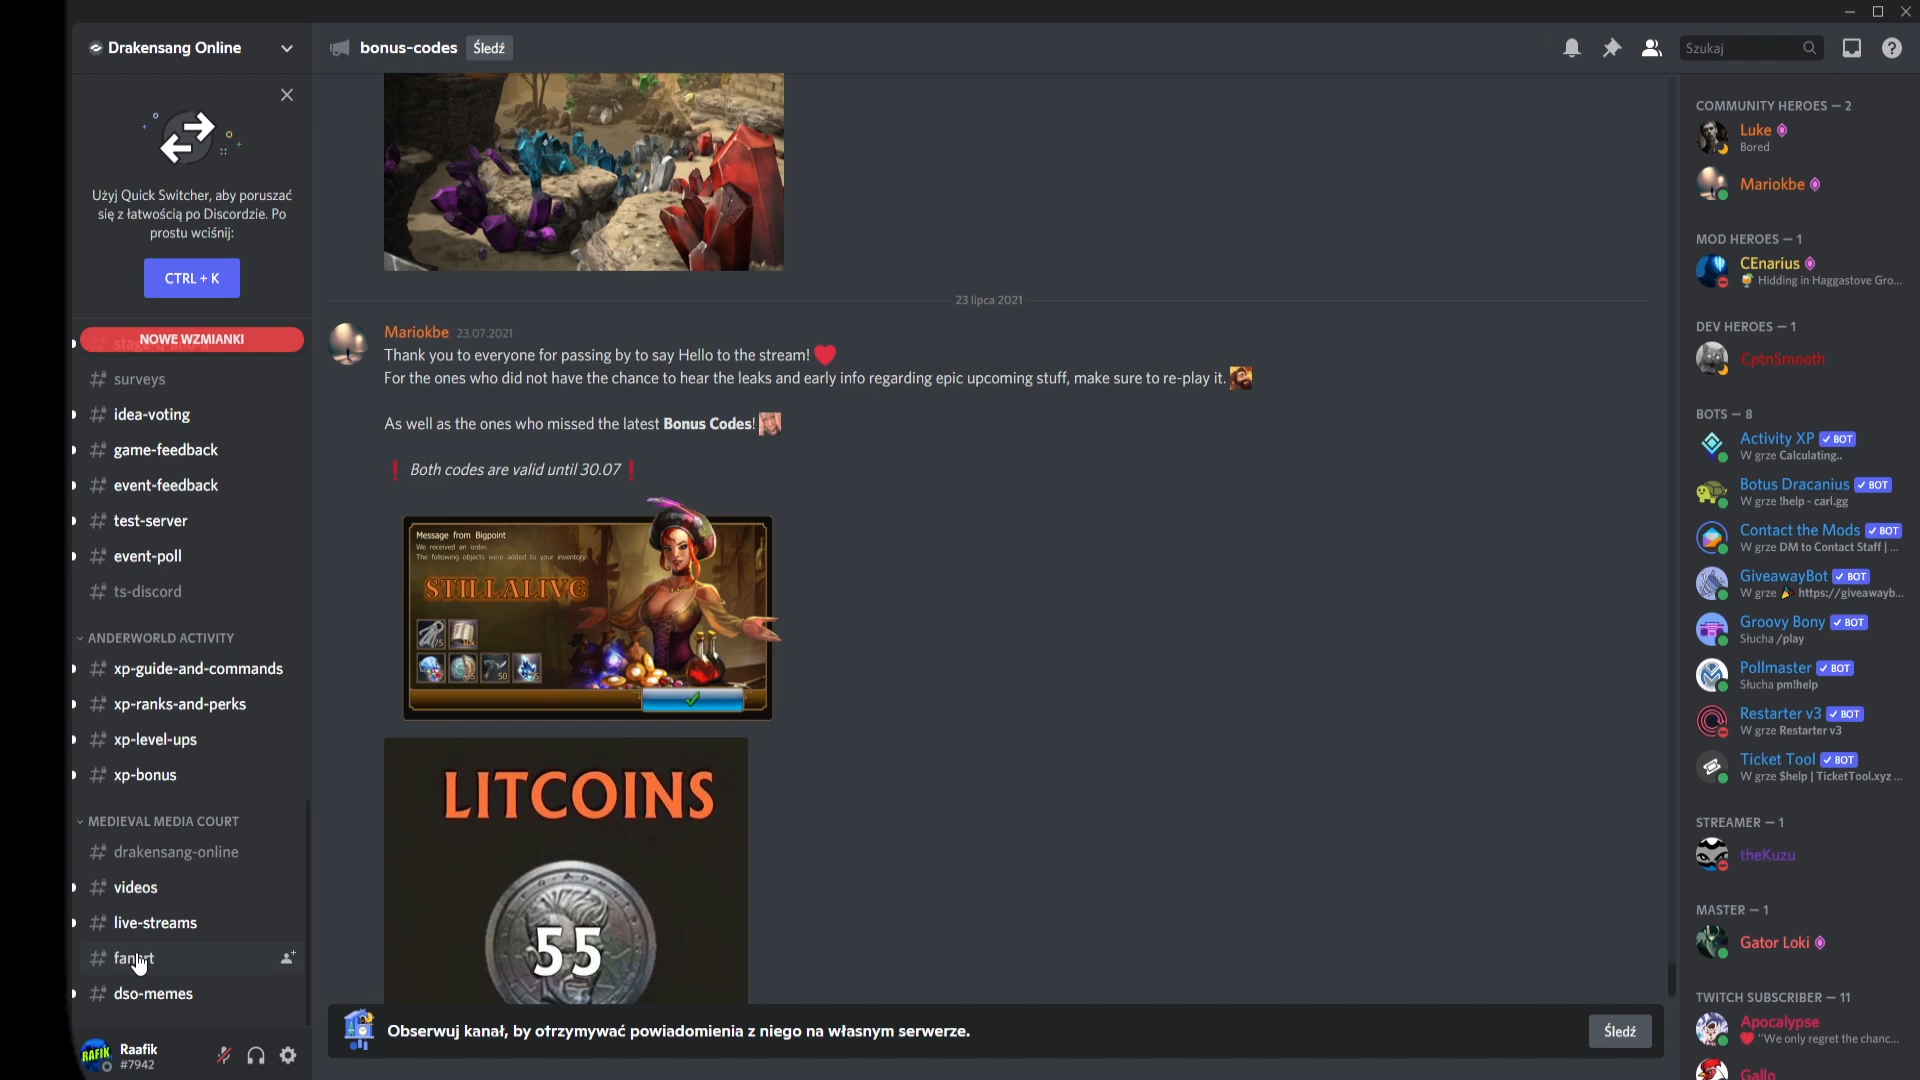 Drakensang Online
Użyj Quick Switcher, aby poruszać
się z łatwością po Discordzie. Po
prostu wciśnij:
CTRL + K
NOWE WZMIANKI
surveys
idea-voting
game-feedback
event-feedback
test-server
event-poll
ts-discord
ANDERWORLD ACTIVITY
xp-guide-and-commands
xp-ranks-and-perks
xp-level-ups
xp-bonus
MEDIEVAL MEDIA COURT
drakensang-online
videos
live-streams
fanart
dso-memes
RAFIK
Raafik
#7942
bonus-codes Śledź
Szukaj
23 lipca 2021
Mariokbe 23.07.2021
Thank you to everyone for passing by to say Hello to the stream!
For the ones who did not have the chance to hear the leaks and early info regarding epic upcoming stuff, make sure to re-play it.
As well as the ones who missed the latest Bonus Codes!
Both codes are valid until 30.07
Message from Bigpoint
We received an order.
The following objects were added to your inventory:
STILLALIVE
75
50
LITCOINS
55
Obserwuj kanał, by otrzymywać powiadomienia z niego na własnym serwerze.
Śledź
COMMUNITY HEROES — 2
Luke
Bored
Mariokbe
MOD HEROES — 1
CEnarius
Hidding in Haggastove Gro...
DEV HEROES — 1
CptnSmooth
BOTS — 8
Activity XP BOT
W grze Calculating..
Botus Dracanius BOT
W grze !help - carl.gg
Contact the Mods BOT
W grze DM to Contact Staff | ...
GiveawayBot BOT
W grze https://giveawayb...
Groovy Bony BOT
Słucha /play
Pollmaster BOT
Słucha pm!help
Restarter v3 BOT
W grze Restarter v3
Ticket Tool BOT
W grze $help | TicketTool.xyz ...
STREAMER — 1
theKuzu
MASTER — 1
Gator Loki
TWITCH SUBSCRIBER — 11
Apocalypse
"We only regret the chanc...
Gallo